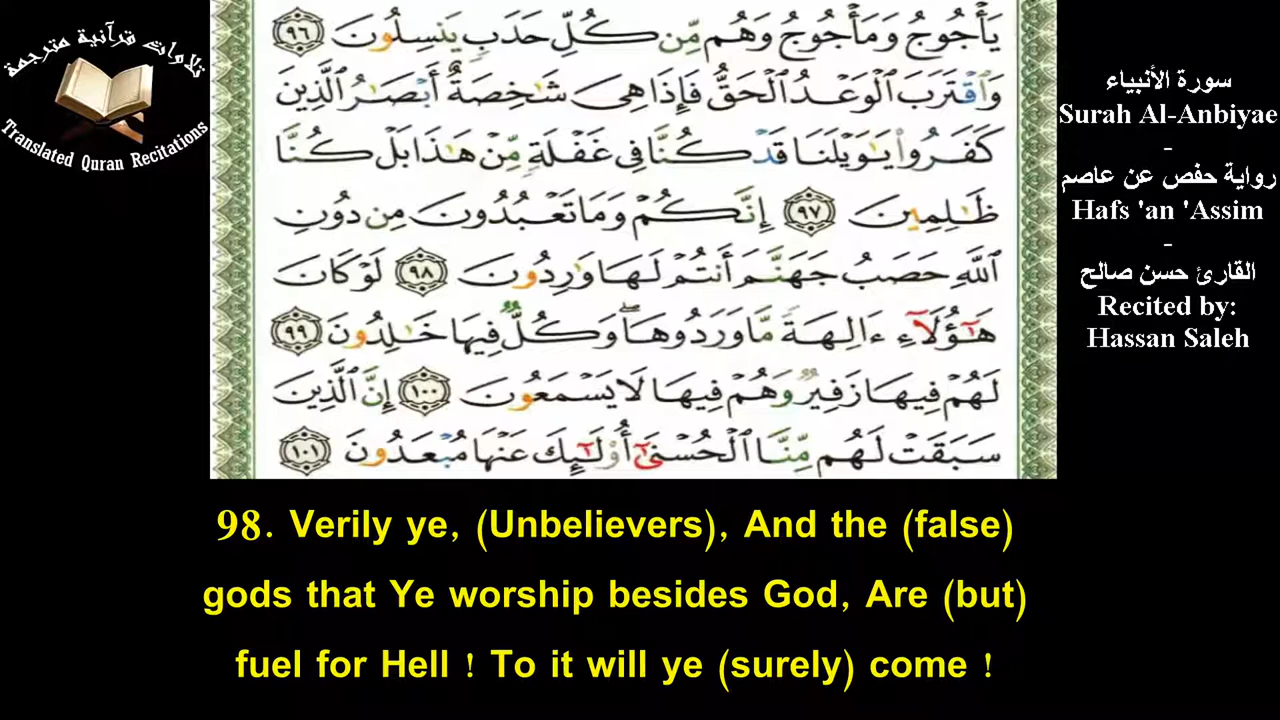 تلاوات قرآنية مترجمة
Translated Quran Recitations
يَأْجُوجُ وَمَأْجُوجُ وَهُم مِّن كُلِّ حَدَبٍ يَنسِلُونَ ٩٦
وَٱقْتَرَبَ ٱلْوَعْدُ ٱلْحَقُّ فَإِذَا هِىَ شَٰخِصَةٌ أَبْصَٰرُ ٱلَّذِينَ
كَفَرُوا۟ يَٰوَيْلَنَا قَدْ كُنَّا فِى غَفْلَةٍ مِّنْ هَٰذَا بَلْ كُنَّا
ظَٰلِمِينَ ٩٧ إِنَّكُمْ وَمَا تَعْبُدُونَ مِن دُونِ
ٱللَّهِ حَصَبُ جَهَنَّمَ أَنتُمْ لَهَا وَٰرِدُونَ ٩٨ لَوْ كَانَ
هَٰٓؤُلَآءِ ءَالِهَةً مَّا وَرَدُوهَا ۖ وَكُلٌّ فِيهَا خَٰلِدُونَ ٩٩
لَهُمْ فِيهَا زَفِيرٌ وَهُمْ فِيهَا لَا يَسْمَعُونَ ١٠٠ إِنَّ ٱلَّذِينَ
سَبَقَتْ لَهُم مِّنَّا ٱلْحُسْنَىٰٓ أُو۟لَٰٓئِكَ عَنْهَا مُبْعَدُونَ ١٠١
سورة الأنبياء
Surah Al-Anbiyae
-
رواية حفص عن عاصم
Hafs 'an 'Assim
-
القارئ حسن صالح
Recited by:
Hassan Saleh
98. Verily ye, (Unbelievers), And the (false)
gods that Ye worship besides God, Are (but)
fuel for Hell ! To it will ye (surely) come !